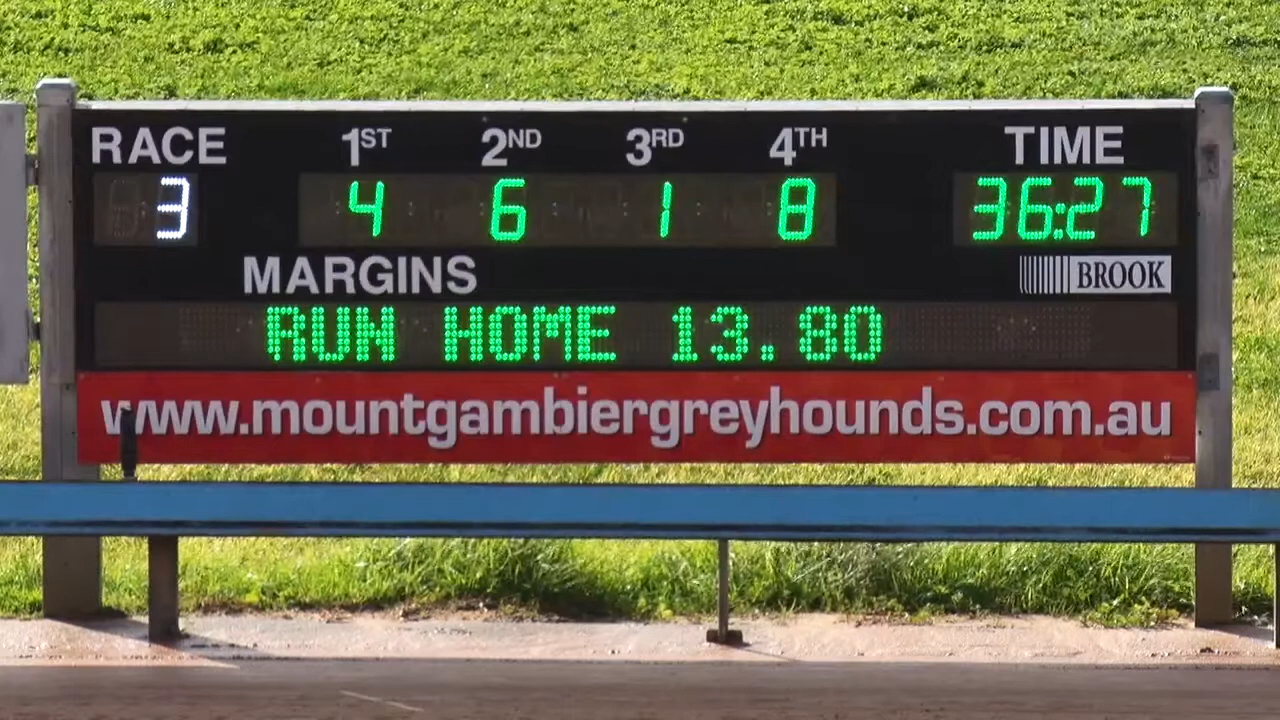 RACE 1ST 2ND 3RD 4TH TIME
3 4 6 1 8 36:27
MARGINS BROOK
RUN HOME 13.80
www.mountgambiergreyhounds.com.au